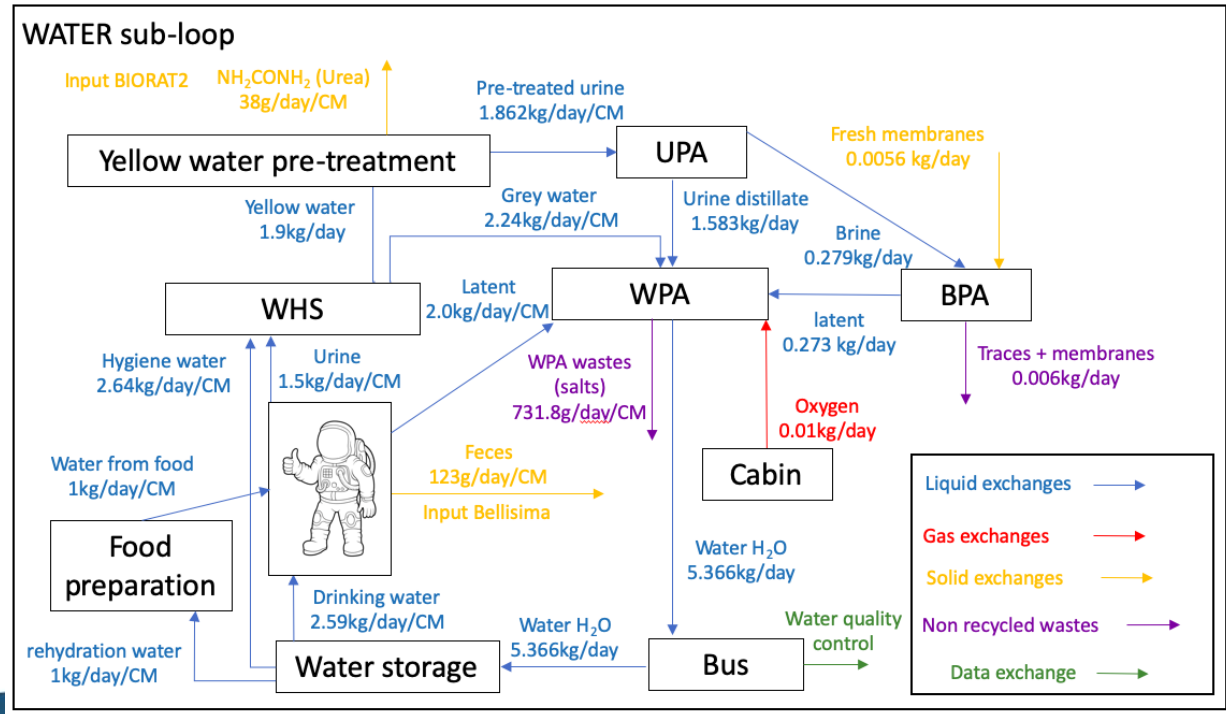 WATER sub-loop
Input BIORAT2
NH₂CONH₂ (Urea)
38g/day/CM
Pre-treated urine
1.862kg/day/CM
Yellow water pre-treatment
UPA
Fresh membranes
0.0056 kg/day
Yellow water
1.9kg/day
Grey water
2.24kg/day/CM
Urine distillate
1.583kg/day
Brine
0.279kg/day
WHS
Latent
2.0kg/day/CM
WPA
BPA
latent
0.273 kg/day
Hygiene water
2.64kg/day/CM
Urine
1.5kg/day/CM
WPA wastes
(salts)
731.8g/day/CM
Traces + membranes
0.006kg/day
Oxygen
0.01kg/day
Cabin
Water from food
1kg/day/CM
Feces
123g/day/CM
Input Bellisima
Food
preparation
Drinking water
2.59kg/day/CM
Water H₂O
5.366kg/day
Water H₂O
5.366kg/day
Water quality
control
rehydration water
1kg/day/CM
Water storage
Bus
Liquid exchanges
Gas exchanges
Solid exchanges
Non recycled wastes
Data exchange